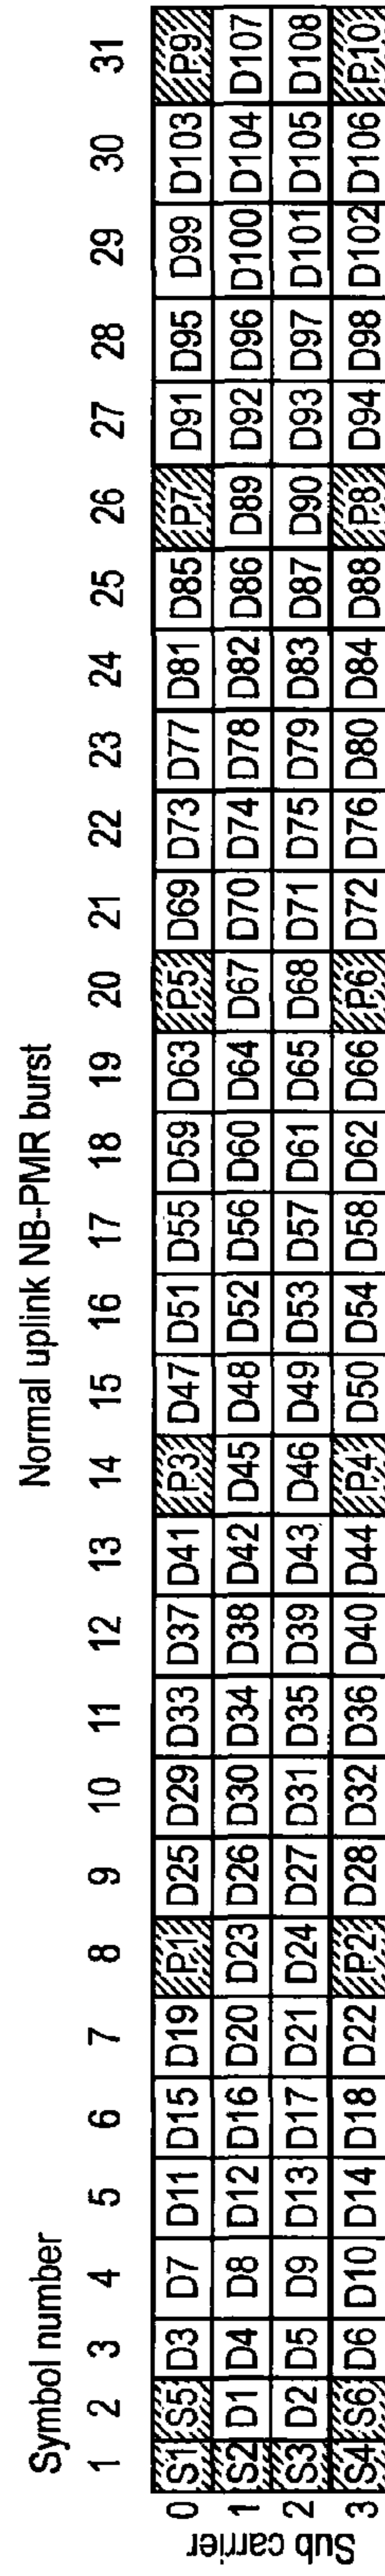 Normal uplink NB-PMR burst
Symbol number
1 2 3 4 5 6 7 8 9 10 11 12 13 14 15 16 17 18 19 20 21 22 23 24 25 26 27 28 29 30 31
0 S1 S5 D3 D7 D11 D15 D19 P1 D25 D29 D33 D37 D41 P3 D47 D51 D55 D59 D63 P5 D69 D73 D77 D81 D85 P7 D91 D95 D99 D103 P9
1 S2 D1 D4 D8 D12 D16 D20 D23 D26 D30 D34 D38 D42 D45 D48 D52 D56 D60 D64 D67 D70 D74 D78 D82 D86 D89 D92 D96 D100 D104 D107
2 S3 D2 D5 D9 D13 D17 D21 D24 D27 D31 D35 D39 D43 D46 D49 D53 D57 D61 D65 D68 D71 D75 D79 D83 D87 D90 D93 D97 D101 D105 D108
3 S4 S6 D6 D10 D14 D18 D22 P2 D28 D32 D36 D40 D44 P4 D50 D54 D58 D62 D66 P6 D72 D76 D80 D84 D88 P8 D94 D98 D102 D106 P10
Sub carrier